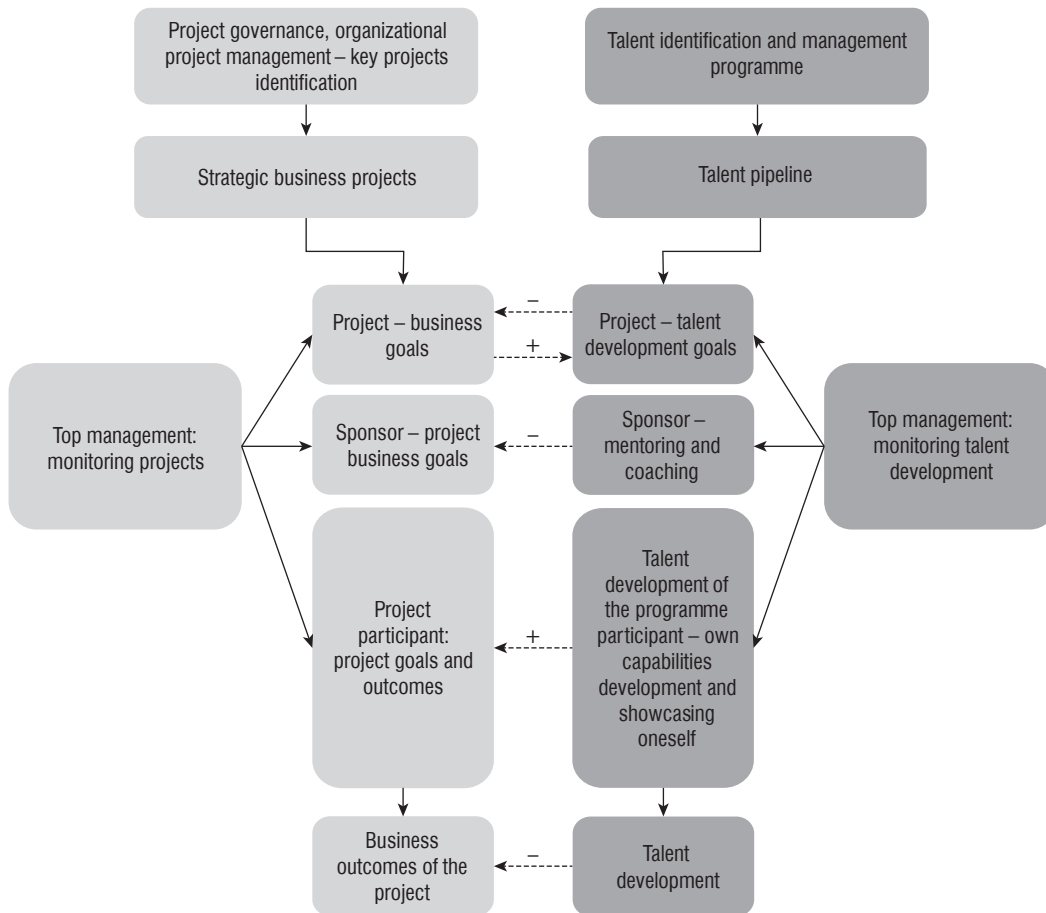 Project governance, organizational
project management – key projects
identification
Talent identification and management
programme
Strategic business projects
Talent pipeline
Project – business
goals
–
+
Project – talent
development goals
Top management:
monitoring projects
Sponsor – project
business goals
–
Sponsor –
mentoring and
coaching
Top management:
monitoring talent
development
Project
participant:
project goals and
outcomes
+
Talent
development of
the programme
participant – own
capabilities
development and
showcasing
oneself
Business
outcomes of the
project
–
Talent
development